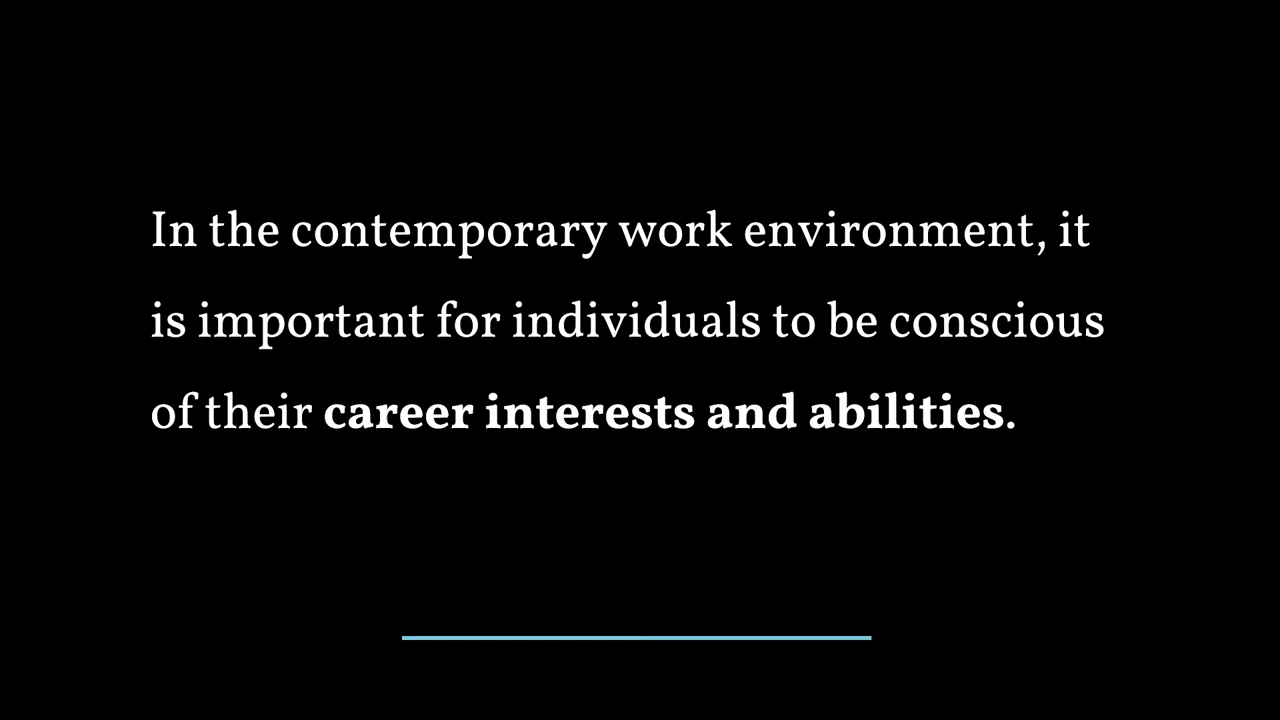 In the contemporary work environment, it
is important for individuals to be conscious
of their career interests and abilities.